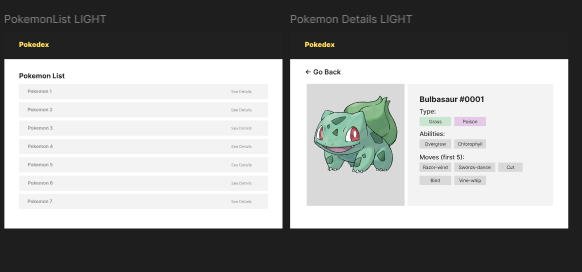 PokemonList LIGHT
Pokedex
Pokemon List
Pokemon 1 See Details
Pokemon 2 See Details
Pokemon 3 See Details
Pokemon 4 See Details
Pokemon 5 See Details
Pokemon 6 See Details
Pokemon 7 See Details
Pokemon Details LIGHT
Pokedex
← Go Back
Bulbasaur #0001
Type:
Grass Poison
Abilities:
Overgrow Chlorophyll
Moves (first 5):
Razor-wind Swords-dance Cut
Bind Vine-whip